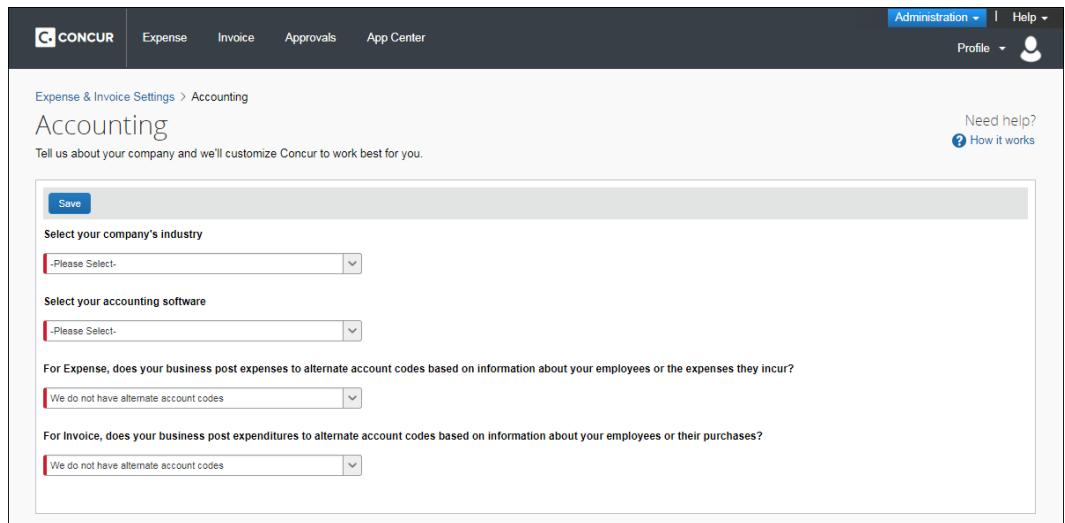 Administration | Help
C. CONCUR Expense Invoice Approvals App Center
Profile
Expense & Invoice Settings > Accounting
Accounting
Need help?
Tell us about your company and we'll customize Concur to work best for you.
? How it works
Save
Select your company's industry
-Please Select-
Select your accounting software
-Please Select-
For Expense, does your business post expenses to alternate account codes based on information about your employees or the expenses they incur?
We do not have alternate account codes
For Invoice, does your business post expenditures to alternate account codes based on information about your employees or their purchases?
We do not have alternate account codes